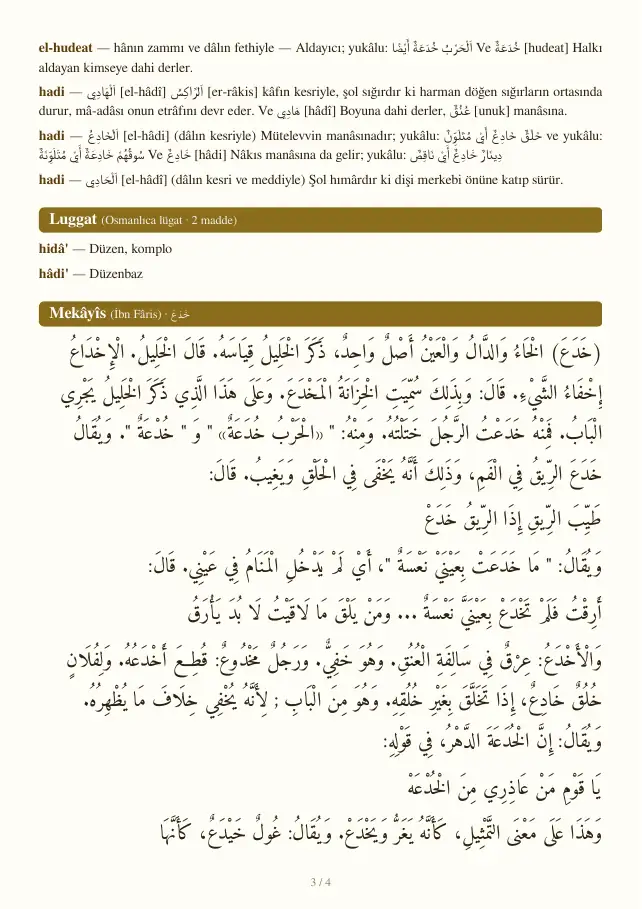 el-hudeat — hânın zammı ve dâlın fethiyle — Aldayıcı; yukâlu: اَلْحَرْبُ خُدَعَةٌ أَيْضًا Ve خُدَعَةٌ [hudeat] Halkı
aldayan kimseye dahi derler.
hadi — اَلْهَادِي [el-hâdî] اَلرَّاكِسُ [er-râkis] kâfın kesriyle, şol sığırdır ki harman döğen sığırların ortasında
durur, mâ-adâsı onun etrâfını devr eder. Ve هَادِي [hâdî] Boyuna dahi derler, عُنُقٌ [unuk] manâsına.
hadi — اَلْخَادِعُ [el-hâdi] (dâlın kesriyle) Mütelevvin manâsınadır; yukâlu: خُلُقٌ خَادِعٌ أَيْ مُتَلَوِّنٌ ve yukâlu:
سُوقُهُمْ خَادِعَةٌ أَيْ مُتَلَوِّنَةٌ Ve خَادِعٌ [hâdi] Nâkıs manâsına da gelir; yukâlu: دِينَارٌ خَادِعٌ أَيْ نَاقِصٌ
hadi — اَلْحَادِي [el-hâdî] (dâlın kesri ve meddiyle) Şol hımârdır ki dişi merkebi önüne katıp sürür.
Luggat (Osmanlıca lügat · 2 madde)
hidâ' — Düzen, komplo
hâdi' — Düzenbaz
Mekâyîs (İbn Fâris) · خَدَعَ
(خَدَعَ) الْخَاءُ وَالدَّالُ وَالْعَيْنُ أَصْلٌ وَاحِدٌ، ذَكَرَ الْخَلِيلُ قِيَاسَهُ. قَالَ الْخَلِيلُ. الْإِخْدَاعُ
إِخْفَاءُ الشَّيْءِ. قَالَ: وَبِذَلِكَ سُمِّيَتِ الْخِزَانَةُ الْمَخْدَعَ. وَعَلَى هَذَا الَّذِي ذَكَرَ الْخَلِيلُ يَجْرِي
الْبَابُ. فَمِنْهُ خَدَعْتُ الرَّجُلَ خَتَلْتُهُ. وَمِنْهُ: " «الْحَرْبُ خُدَعَةٌ» " وَ " خُدْعَةٌ ". وَيُقَالُ
خَدَعَ الرِّيقُ فِي الْفَمِ، وَذَلِكَ أَنَّهُ يَخْفَى فِي الْحَلْقِ وَيَغِيبُ. قَالَ:
طَيِّبَ الرِّيقِ إِذَا الرِّيقُ خَدَعْ
وَيُقَالُ: " مَا خَدَعَتْ بِعَيْنَيْ نَعْسَةٌ "، أَيْ لَمْ يَدْخُلِ الْمَنَامُ فِي عَيْنِي. قَالَ:
أَرِقْتُ فَلَمْ تَخْدَعْ بِعَيْنَيَّ نَعْسَةٌ ... وَمَنْ يَلْقَ مَا لَاقَيْتُ لَا بُدَ يَأْرَقُ
وَالْأَخْدَعُ: عِرْقٌ فِي سَالِفَةِ الْعُنُقِ. وَهُوَ خَفِيٌّ. وَرَجُلٌ مَخْدُوعٌ: قُطِعَ أَخْدَعُهُ. وَلِفُلَانٍ
خُلُقٌ خَادِعٌ، إِذَا تَخَلَّقَ بِغَيْرِ خُلُقِهِ. وَهُوَ مِنَ الْبَابِ ; لِأَنَّهُ يُخْفِي خِلَافَ مَا يُظْهِرُهُ.
وَيُقَالُ: إِنَّ الْخُدَعَةَ الدَّهْرُ، فِي قَوْلِهِ:
يَا قَوْمِ مَنْ عَاذِرِي مِنَ الْخُدْعَهْ
وَهَذَا عَلَى مَعْنَى التَّمْثِيلِ، كَأَنَّهُ يَغَرُّ وَيَخْدَعْ. وَيُقَالُ: غُولٌ خَيْدَعٌ، كَأَنَّهَا
3 / 4